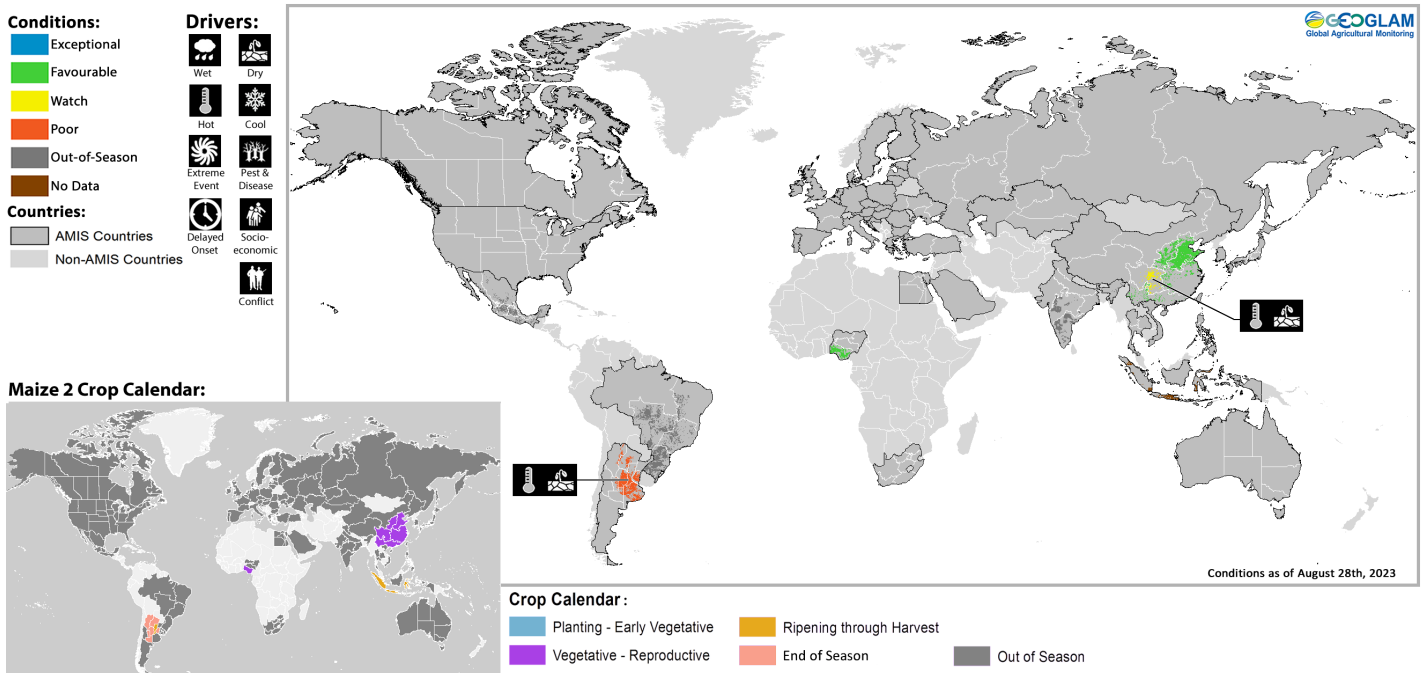 Conditions:
Exceptional
Favourable
Watch
Poor
Out-of-Season
No Data
Countries:
AMIS Countries
Non-AMIS Countries
Drivers:
Wet
Dry
Hot
Cool
Extreme
Event
Pest &
Disease
Delayed
Onset
Socio-
economic
Conflict
GEOGLAM
Global Agricultural Monitoring
Conditions as of August 28th, 2023
Maize 2 Crop Calendar:
Crop Calendar :
Planting - Early Vegetative
Ripening through Harvest
Vegetative - Reproductive
End of Season
Out of Season